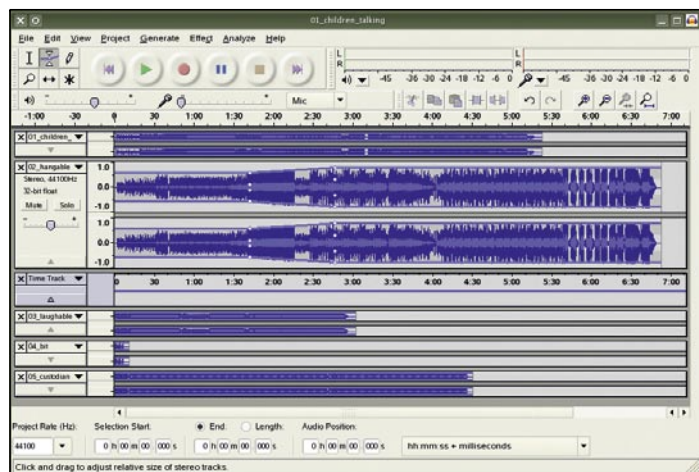 01_children_talking
File Edit View Project Generate Effect Analyze Help
L
R
-45 -36 -30 -24 -18 -12 -6 0
L
R
-45 -36 -30 -24 -18 -12 -6 0
Mic
-1:00 -30 0 30 1:00 1:30 2:00 2:30 3:00 3:30 4:00 4:30 5:00 5:30 6:00 6:30 7:00
01_children_
02_hangable
Stereo, 44100Hz
32-bit float
Mute Solo
1.0
0.0
-1.0
1.0
0.0
-1.0
Time Track
0 30 1:00 1:30 2:00 2:30 3:00 3:30 4:00 4:30 5:00 5:30 6:00 6:30 7:00
03_laughable
04_bit
05_custodian
Project Rate (Hz): Selection Start: End: Length: Audio Position:
44100 0 h 00 m 00 000 s 0 h 00 m 00 000 s 0 h 00 m 00 000 s hh:mm:ss + milliseconds
Click and drag to adjust relative size of stereo tracks.